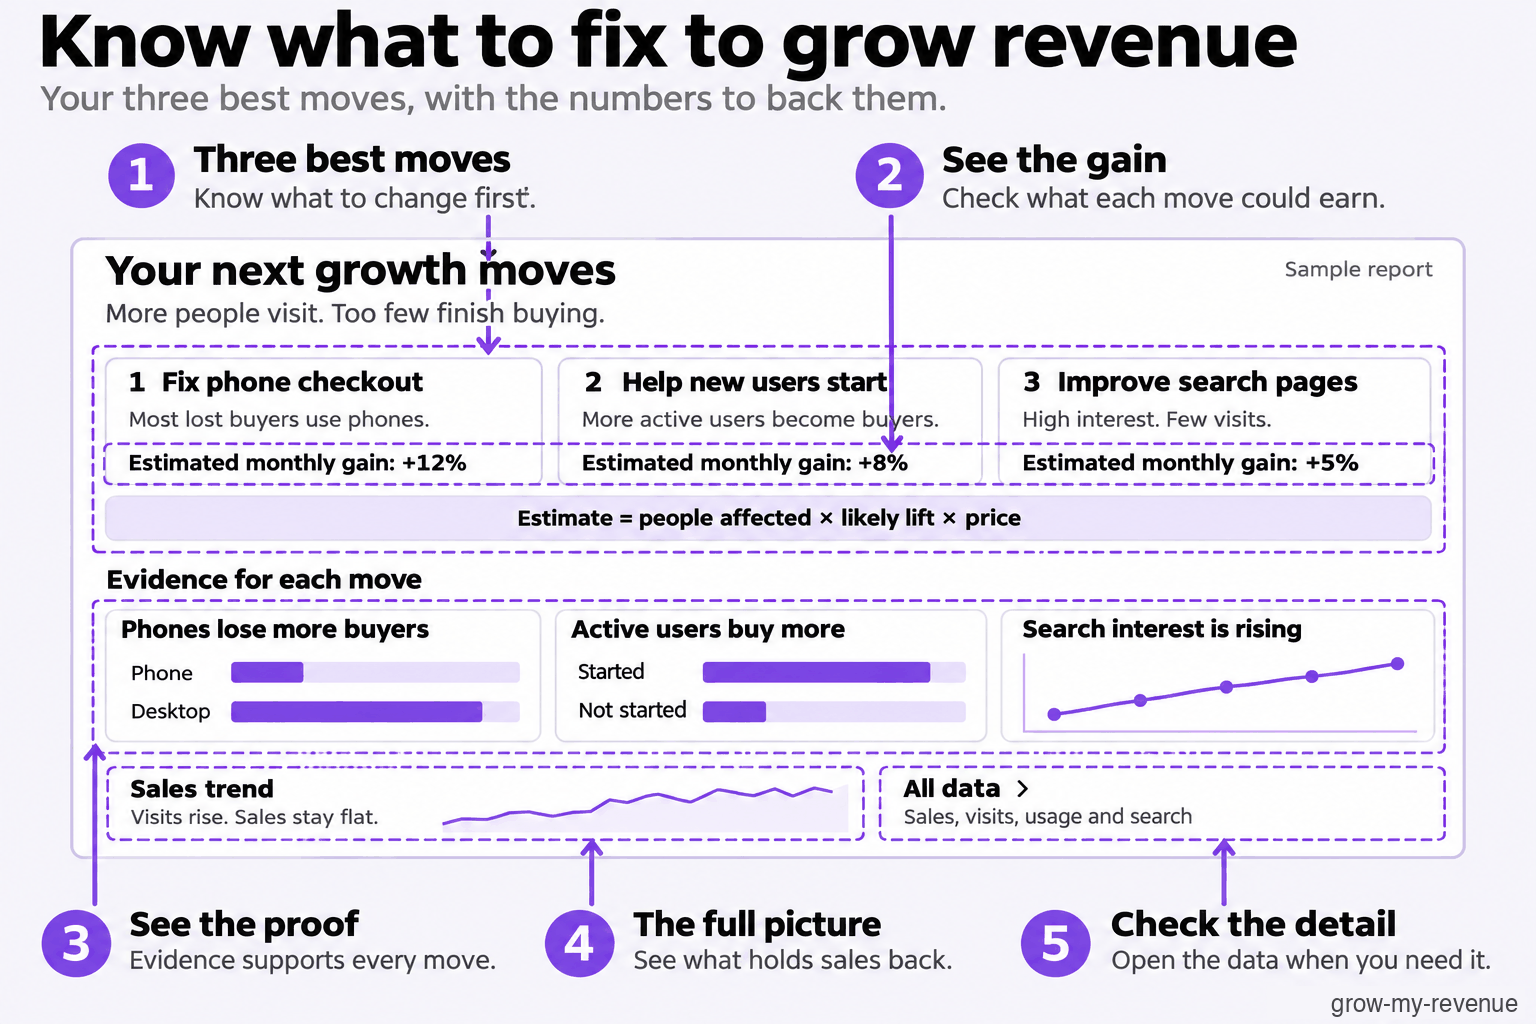 Know what to fix to grow revenue
Your three best moves, with the numbers to back them.
1 Three best moves
Know what to change first.
2 See the gain
Check what each move could earn.
Your next growth moves
Sample report
More people visit. Too few finish buying.
1 Fix phone checkout
Most lost buyers use phones.
Estimated monthly gain: +12%
2 Help new users start
More active users become buyers.
Estimated monthly gain: +8%
3 Improve search pages
High interest. Few visits.
Estimated monthly gain: +5%
Estimate = people affected × likely lift × price
Evidence for each move
Phones lose more buyers
Phone
Desktop
Active users buy more
Started
Not started
Search interest is rising
Sales trend
Visits rise. Sales stay flat.
All data >
Sales, visits, usage and search
3 See the proof
Evidence supports every move.
4 The full picture
See what holds sales back.
5 Check the detail
Open the data when you need it.
grow-my-revenue